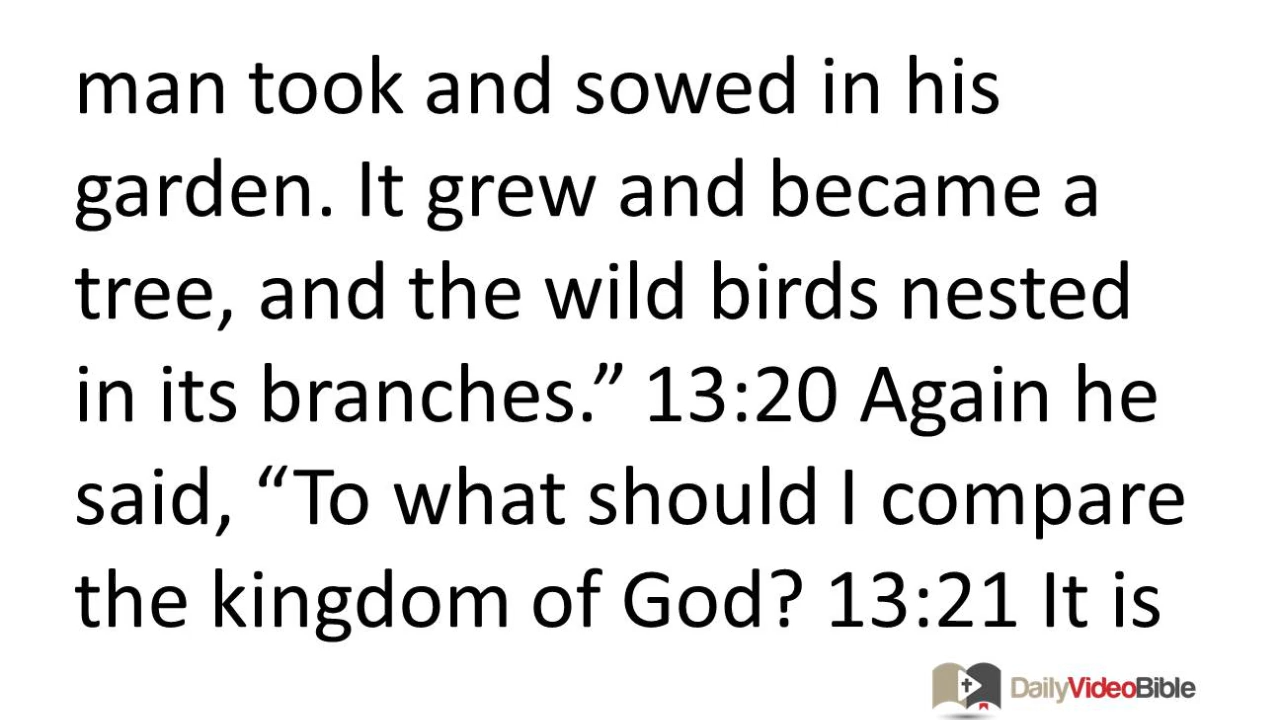 man took and sowed in his
garden. It grew and became a
tree, and the wild birds nested
in its branches.” 13:20 Again he
said, “To what should I compare
the kingdom of God? 13:21 It is
DailyVideoBible